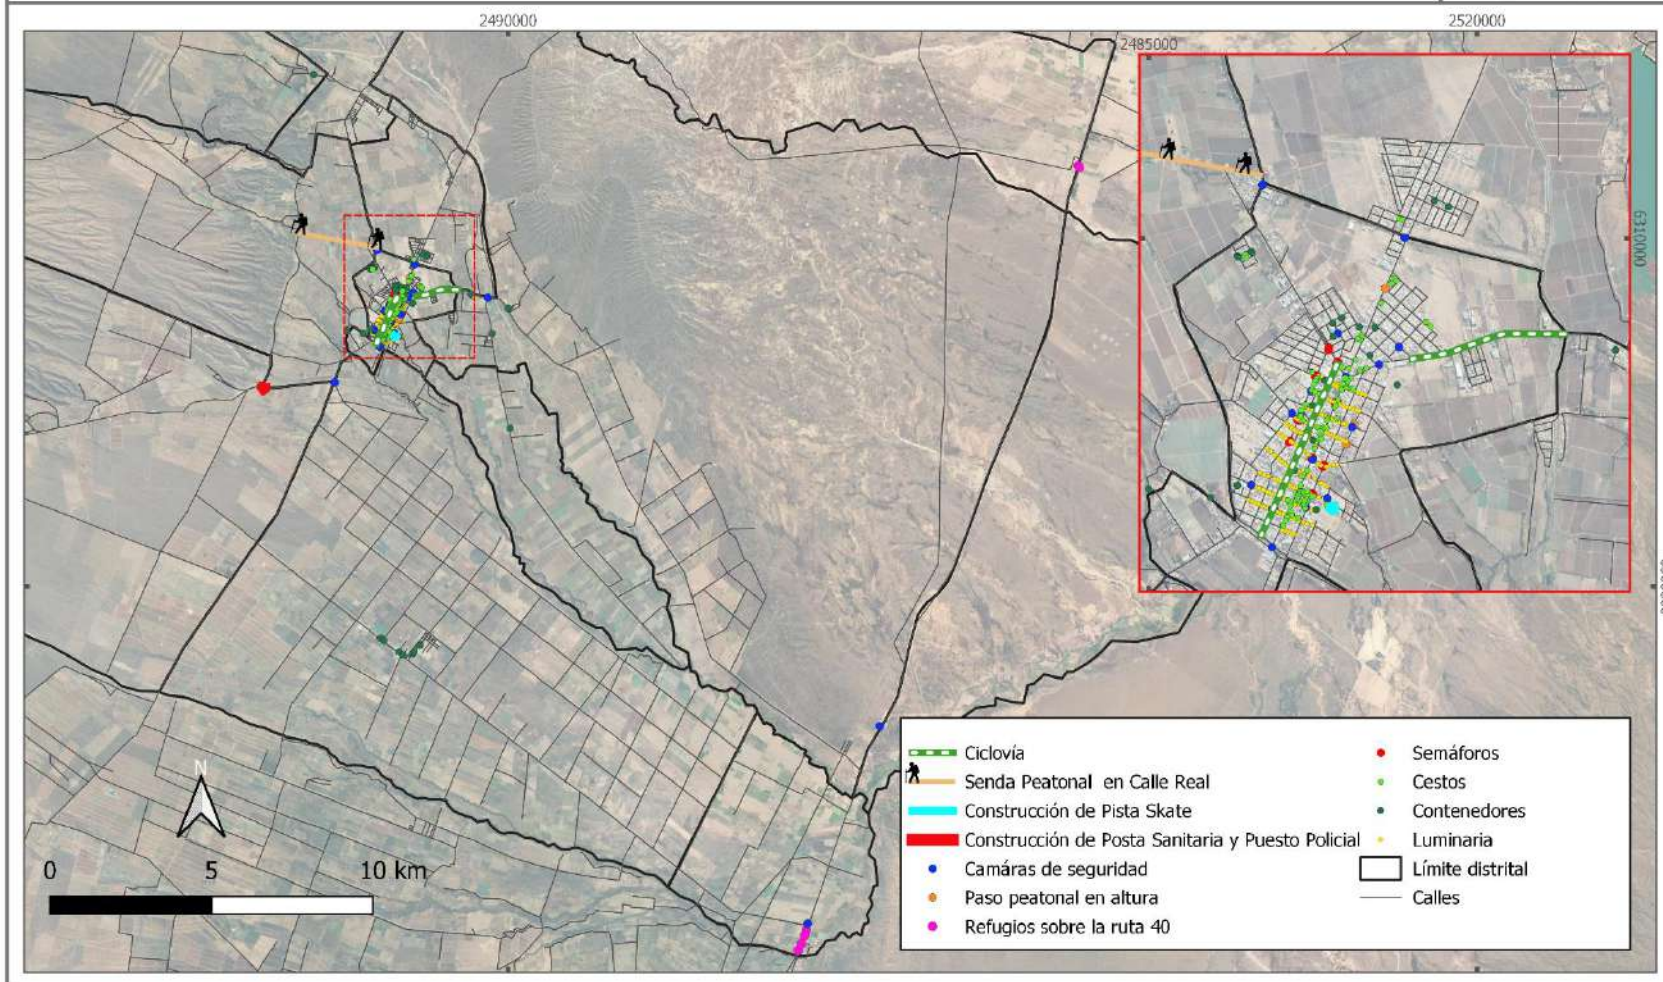 2490000
2520000
2485000
6310000
N
0
5
10 km
Ciclovía
Senda Peatonal en Calle Real
Construcción de Pista Skate
Construcción de Posta Sanitaria y Puesto Policial
Camáras de seguridad
Paso peatonal en altura
Refugios sobre la ruta 40
Semáforos
Cestos
Contenedores
Luminaria
Límite distrital
Calles